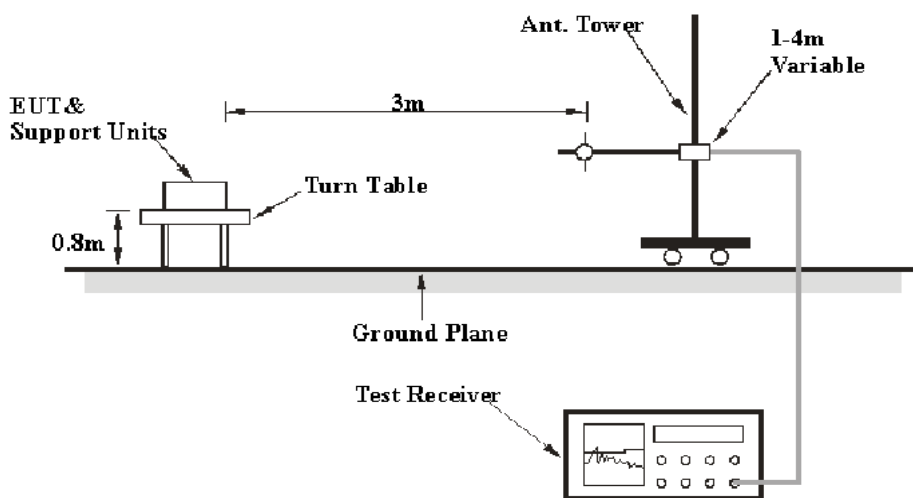 Ant. Tower
1-4m
Variable
3m
EUT&
Support Units
Turn Table
0.8m
Ground Plane
Test Receiver